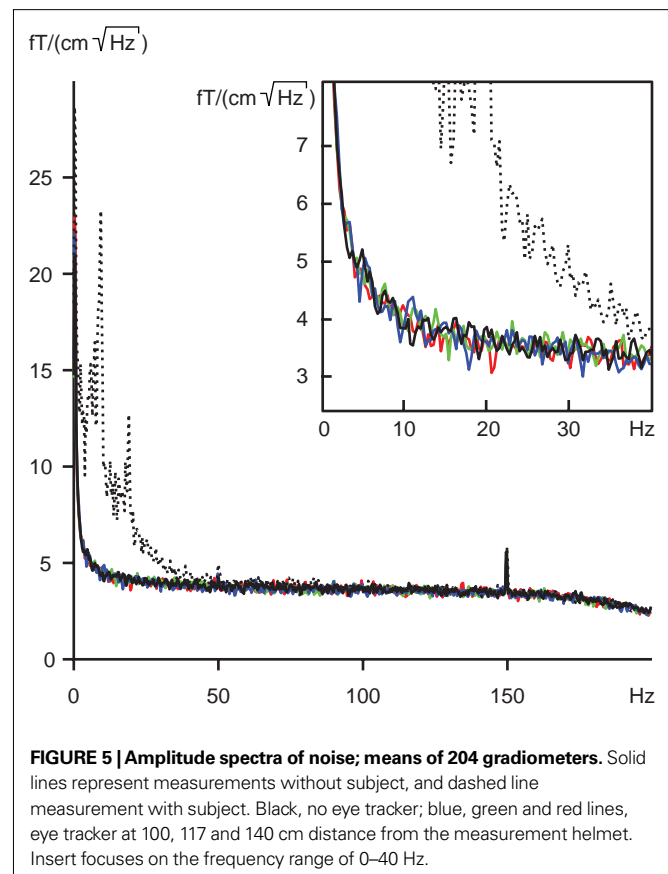 fT/(cm √Hz)
fT/(cm √Hz)
7
6
5
4
3
0 10 20 30 Hz
25
20
15
10
5
0
0 50 100 150 Hz
FIGURE 5 | Amplitude spectra of noise; means of 204 gradiometers. Solid
lines represent measurements without subject, and dashed line
measurement with subject. Black, no eye tracker; blue, green and red lines,
eye tracker at 100, 117 and 140 cm distance from the measurement helmet.
Insert focuses on the frequency range of 0–40 Hz.